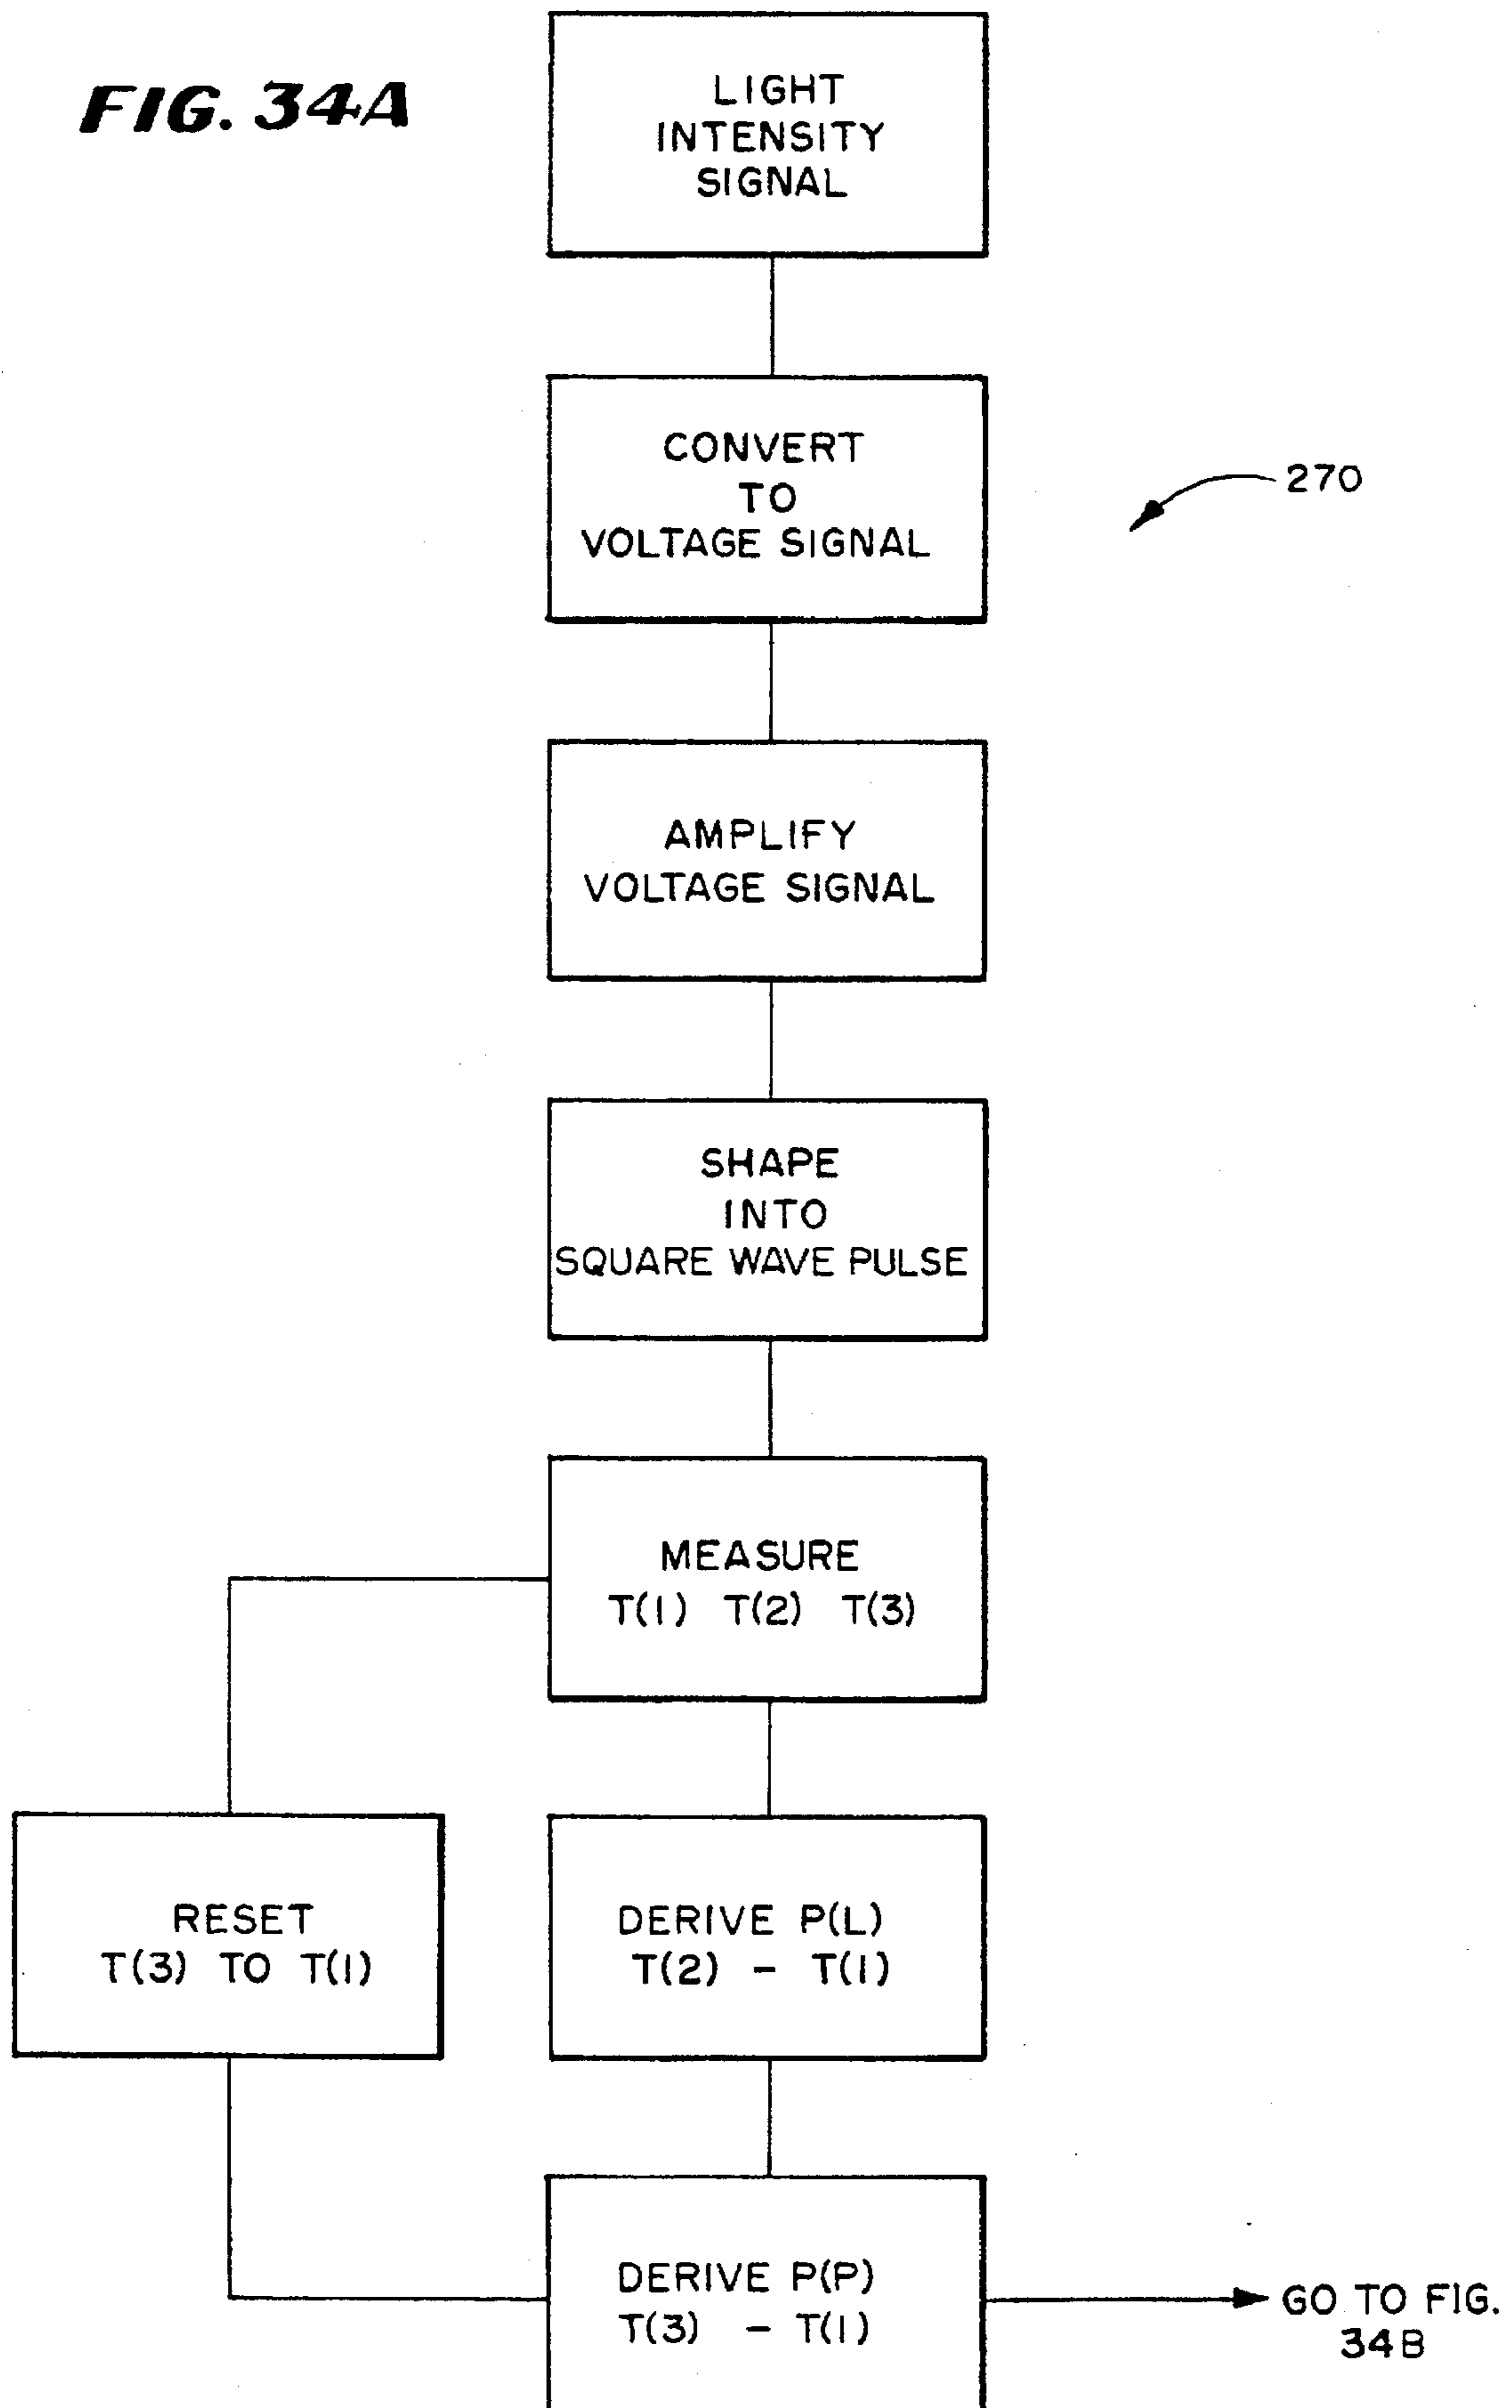 FIG. 34A
LIGHT
INTENSITY
SIGNAL
CONVERT
TO
VOLTAGE SIGNAL
270
AMPLIFY
VOLTAGE SIGNAL
SHAPE
INTO
SQUARE WAVE PULSE
MEASURE
T(1) T(2) T(3)
RESET
T(3) TO T(1)
DERIVE P(L)
T(2) - T(1)
DERIVE P(P)
T(3) - T(1)
GO TO FIG.
34B